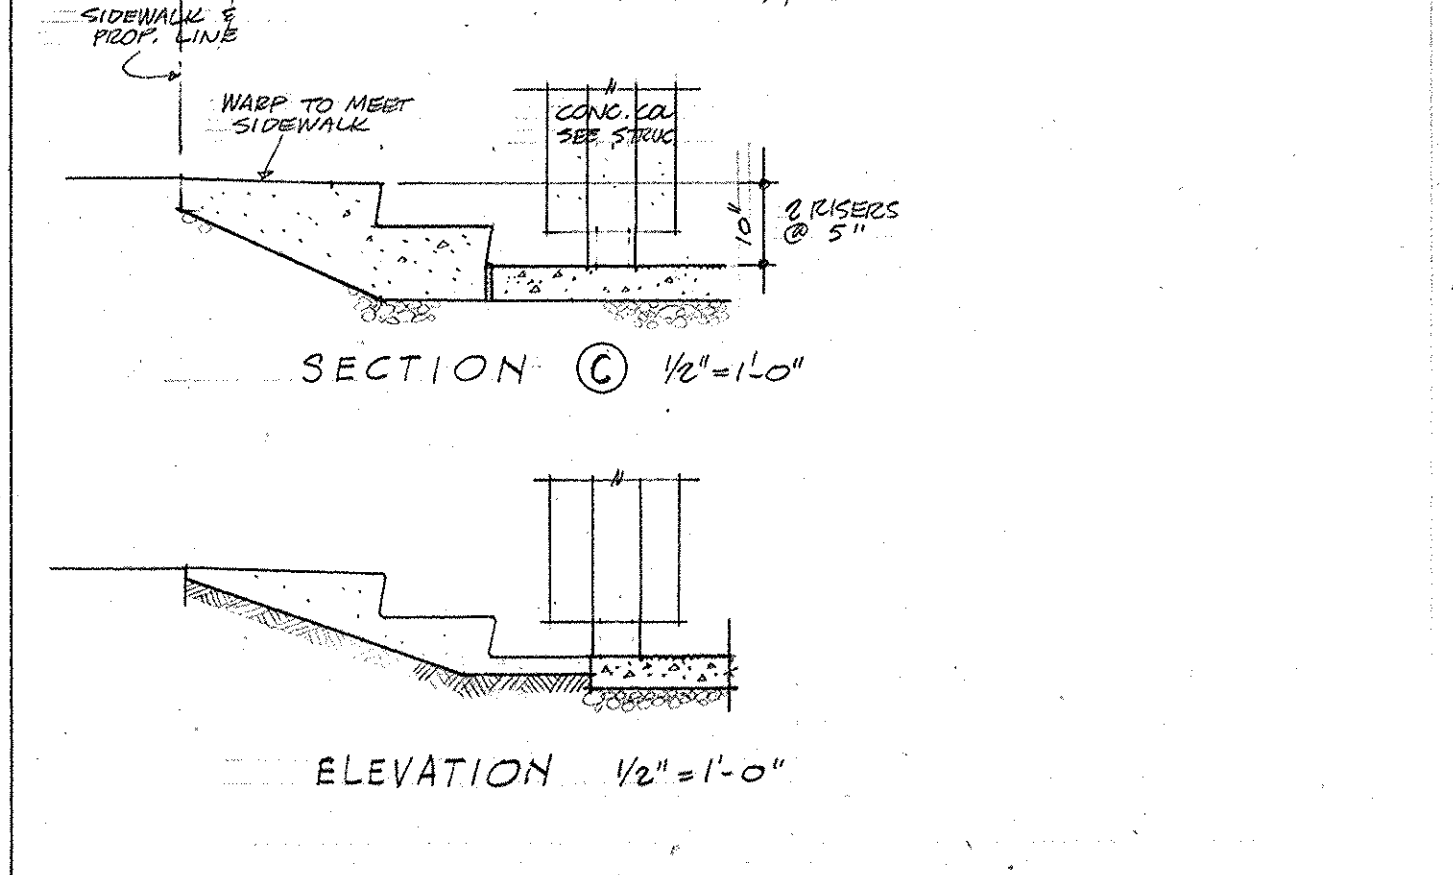 SIDEWALK &
PROP. LINE
WARP TO MEET
SIDEWALK
CONC. COL
SEE STRUC
10"
2 RISERS
@ 5"
SECTION C 1/2"=1'-0"
ELEVATION 1/2"=1'-0"